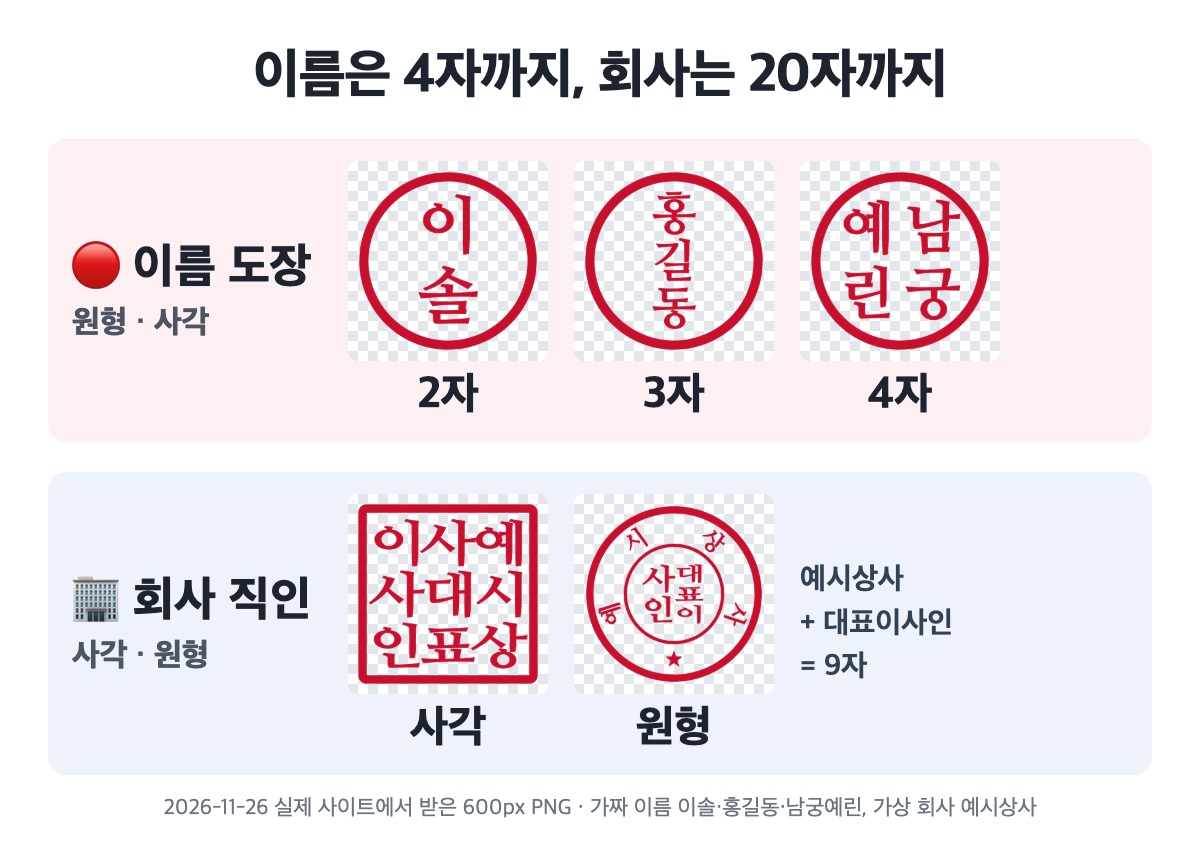 이름은 4자까지, 회사는 20자까지
이름 도장
원형 · 사각
이
솔
2자
홍
길
동
3자
예남
린궁
4자
회사 직인
사각 · 원형
이사예
사대시
인표상
사각
예시상사
사대
인표
이
원형
예시상사
+ 대표이사인
= 9자
2026-11-26 실제 사이트에서 받은 600px PNG · 가짜 이름 이솔·홍길동·남궁예린, 가상 회사 예시상사